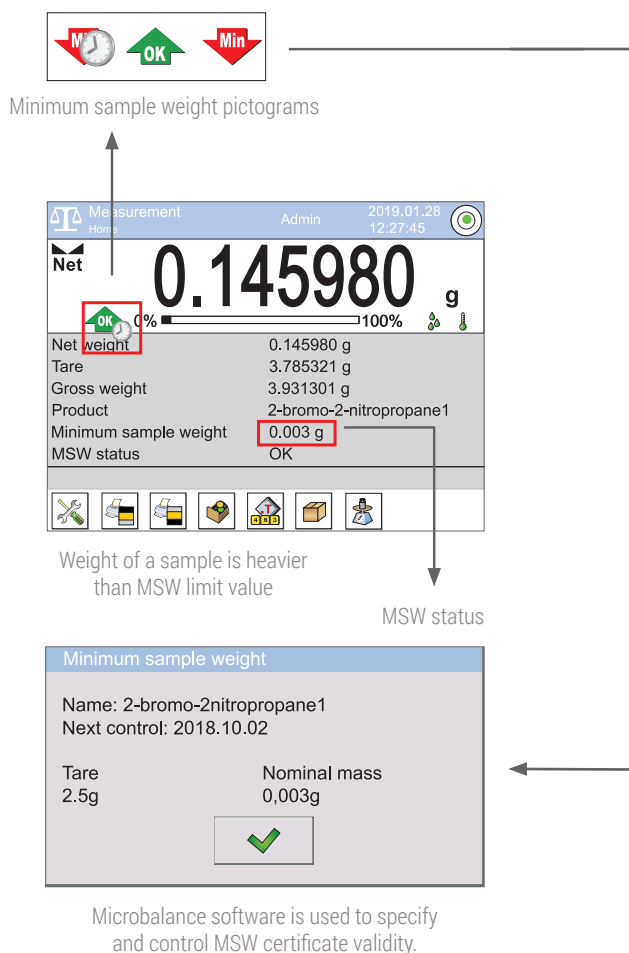 Min OK Min
Minimum sample weight pictograms
Measurement Admin 2019.01.28
Home 12:27:45
Net 0.145980 g
OK 0% 100%
Net weight 0.145980 g
Tare 3.785321 g
Gross weight 3.931301 g
Product 2-bromo-2-nitropropane1
Minimum sample weight 0.003 g
MSW status OK
T
4 8 3
Weight of a sample is heavier
than MSW limit value
MSW status
Minimum sample weight
Name: 2-bromo-2nitropropane1
Next control: 2018.10.02
Tare Nominal mass
2.5g 0,003g
Microbalance software is used to specify
and control MSW certificate validity.